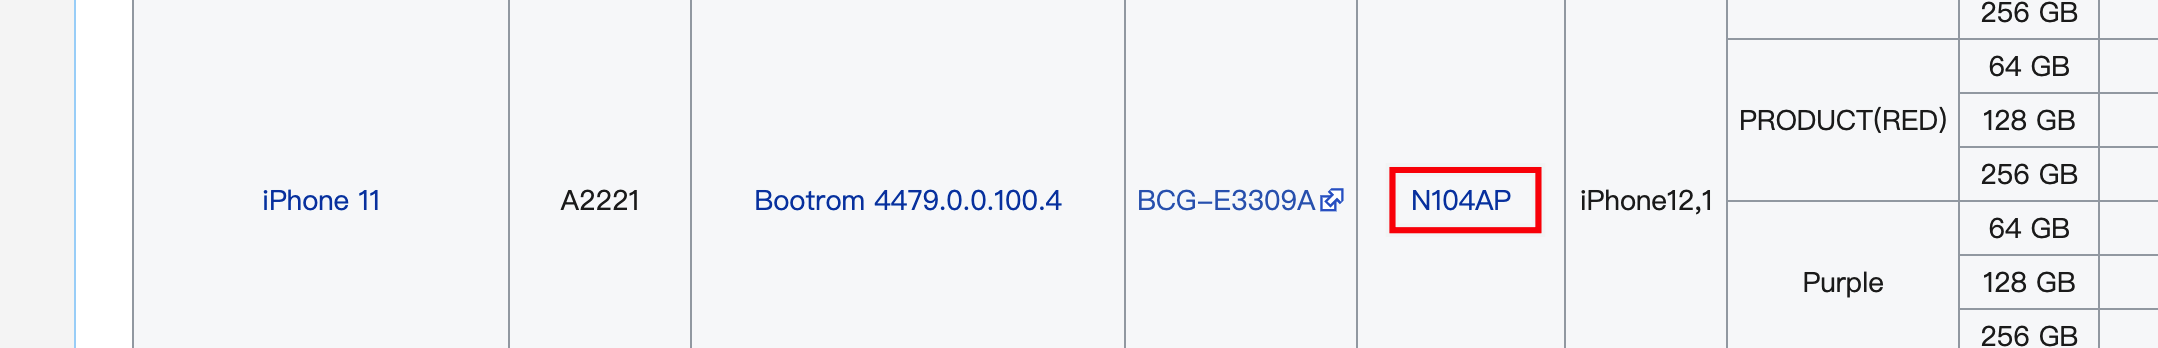 256 GB
64 GB
PRODUCT(RED)
128 GB
256 GB
iPhone 11
A2221
Bootrom 4479.0.0.100.4
BCG-E3309A
N104AP
iPhone12,1
64 GB
Purple
128 GB
256 GB